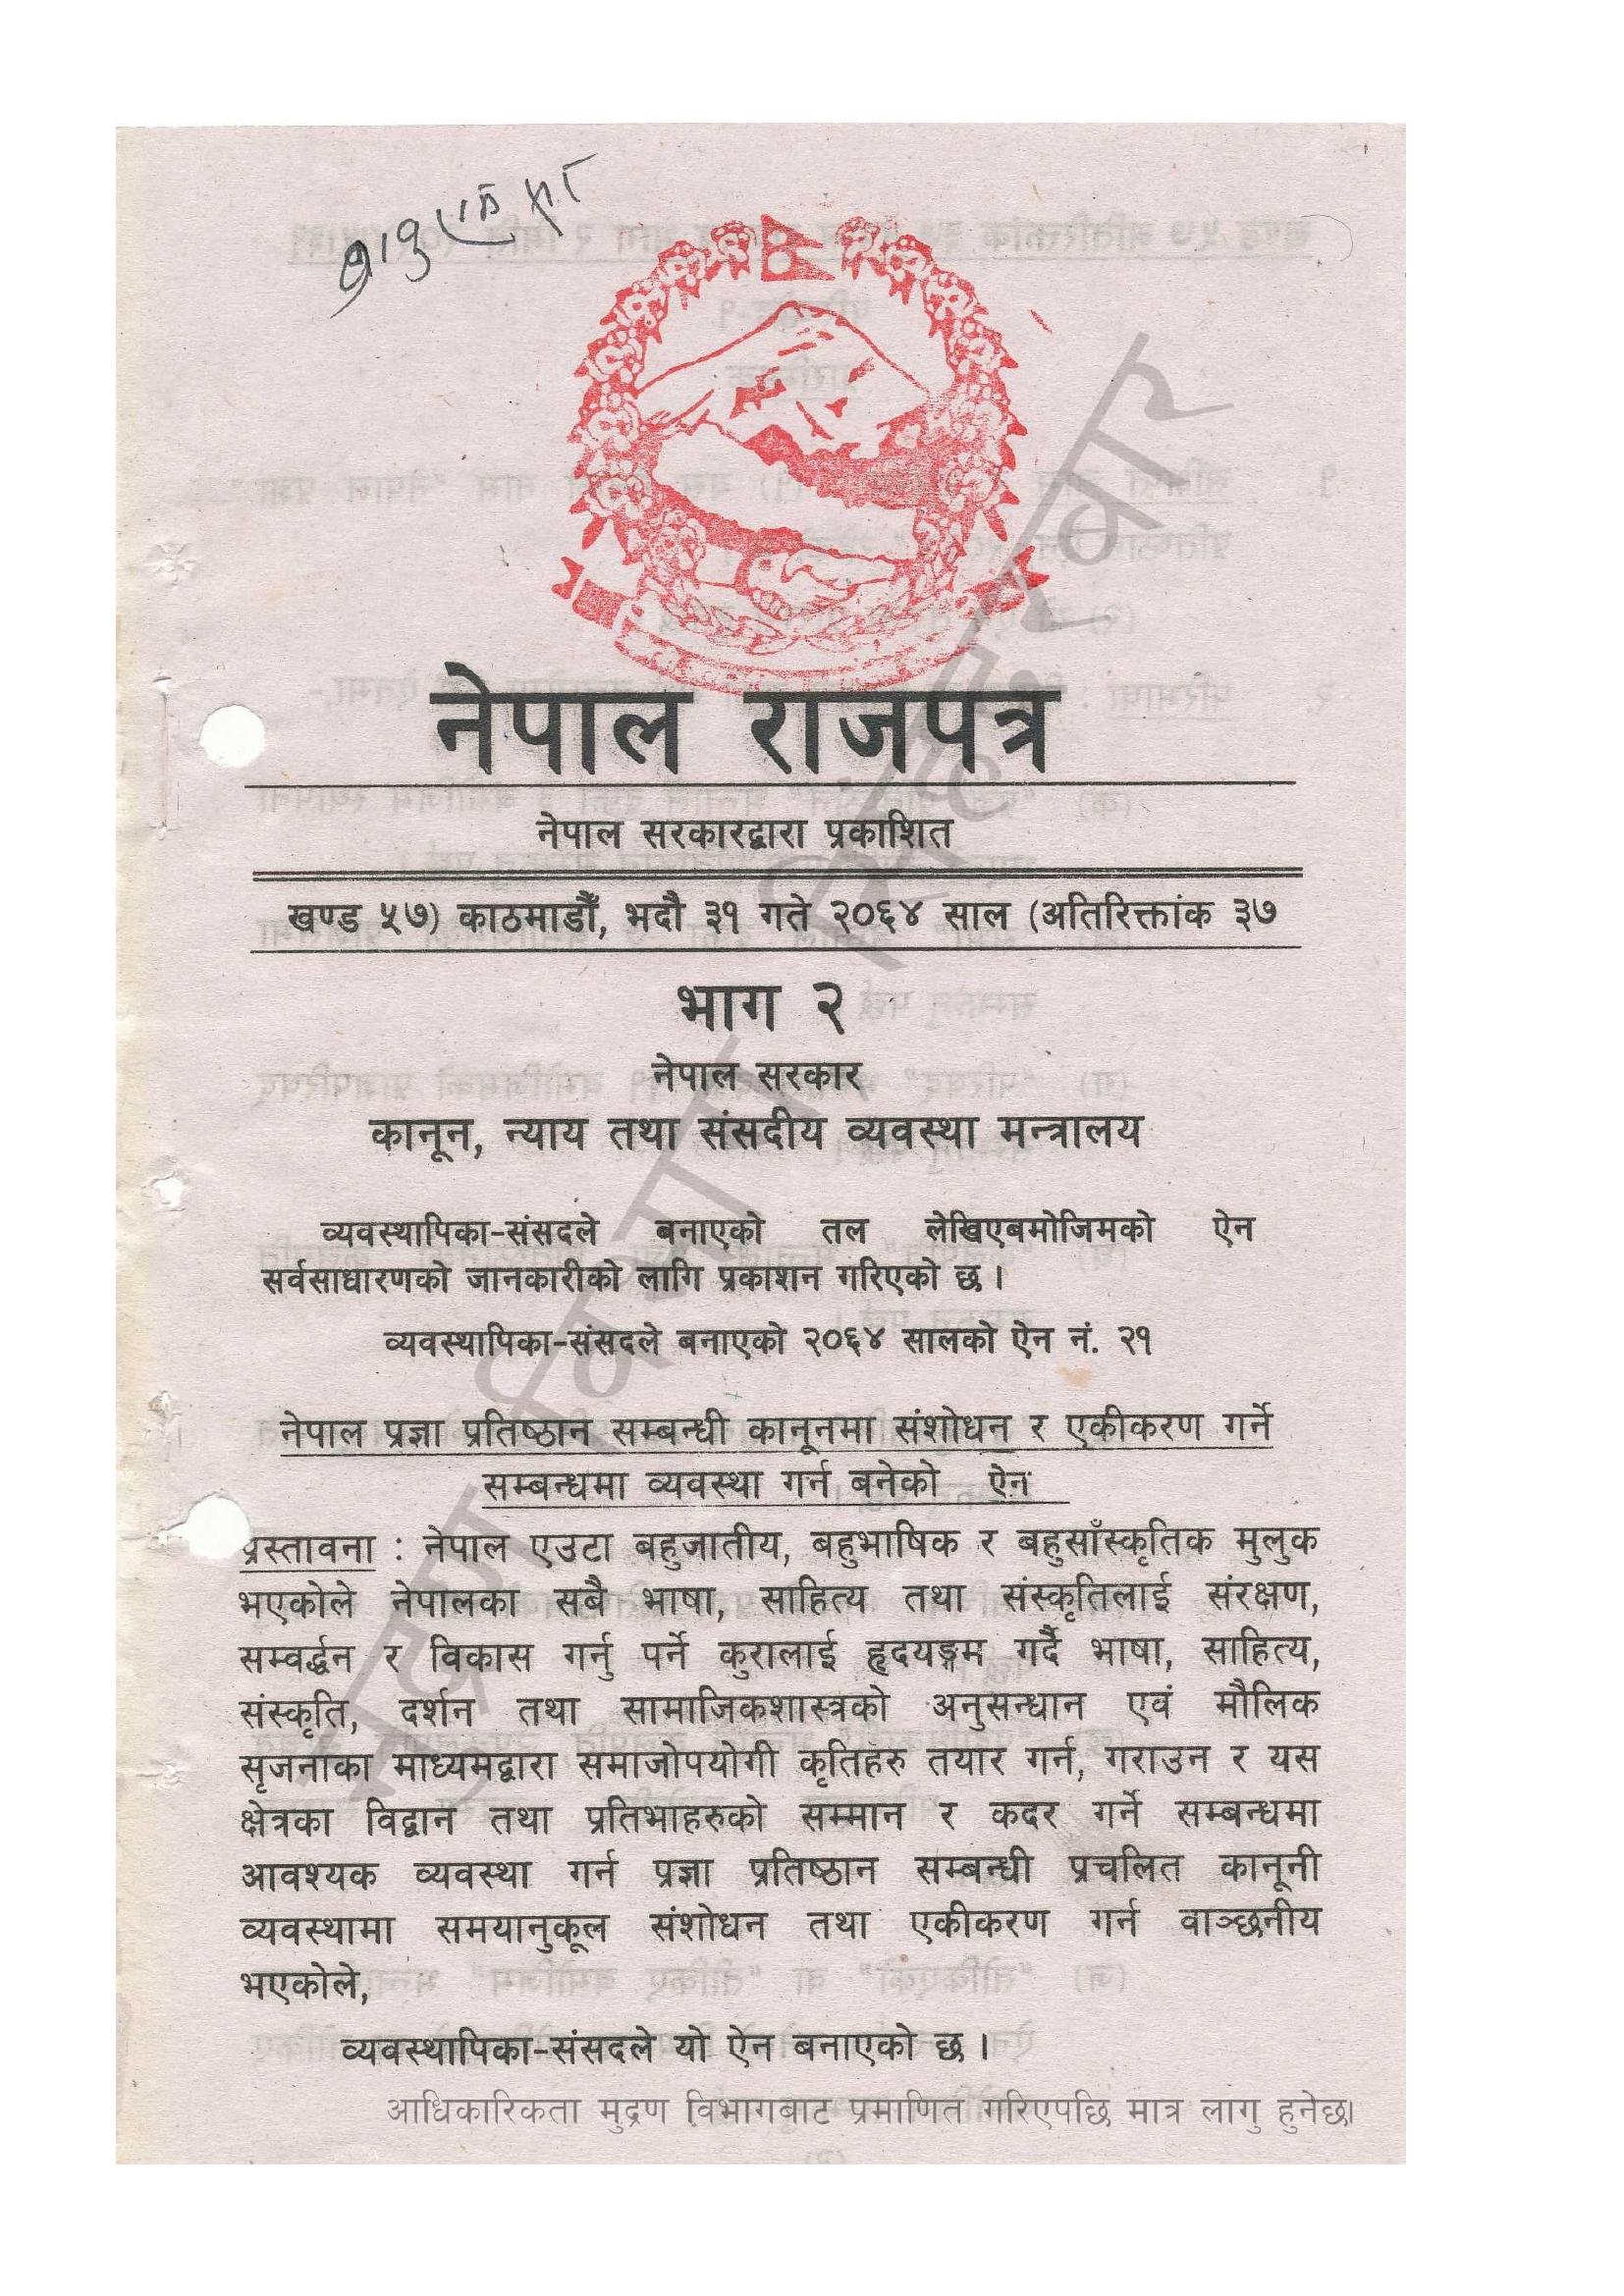 नेपाल राजपत्र
नेपाल सरकारद्वारा प्रकाशित
खण्ड ५७) काठमाडौँ, भदौ ३१ गते २०६४ साल (अतिरिक्तांक ३७
भाग २
नेपाल सरकार
कानून, न्याय तथा संसदीय व्यवस्था मन्त्रालय
व्यवस्थापिका-संसदले बनाएको तल लेखिएबमोजिमको ऐन
सर्वसाधारणको जानकारीको लागि प्रकाशन गरिएको छ ।
व्यवस्थापिका-संसदले बनाएको २०६४ सालको ऐन नं. २१
नेपाल प्रज्ञा प्रतिष्ठान सम्बन्धी कानूनमा संशोधन र एकीकरण गर्ने
सम्बन्धमा व्यवस्था गर्न बनेको ऐन
प्रस्तावना : नेपाल एउटा बहुजातीय, बहुभाषिक र बहुसाँस्कृतिक मुलुक
भएकोले नेपालका सबै भाषा, साहित्य तथा संस्कृतिलाई संरक्षण,
सम्वर्द्धन र विकास गर्नु पर्ने कुरालाई हृदयङ्गम गर्दै भाषा, साहित्य,
संस्कृति, दर्शन तथा सामाजिकशास्त्रको अनुसन्धान एवं मौलिक
सृजनाका माध्यमद्वारा समाजोपयोगी कृतिहरु तयार गर्न, गराउन र यस
क्षेत्रका विद्वान तथा प्रतिभाहरुको सम्मान र कदर गर्ने सम्बन्धमा
आवश्यक व्यवस्था गर्न प्रज्ञा प्रतिष्ठान सम्बन्धी प्रचलित कानूनी
व्यवस्थामा समयानुकूल संशोधन तथा एकीकरण गर्न वाञ्छनीय
भएकोले,
व्यवस्थापिका-संसदले यो ऐन बनाएको छ ।
आधिकारिकता मुद्रण विभागबाट प्रमाणित गरिएपछि मात्र लागु हुनेछ।